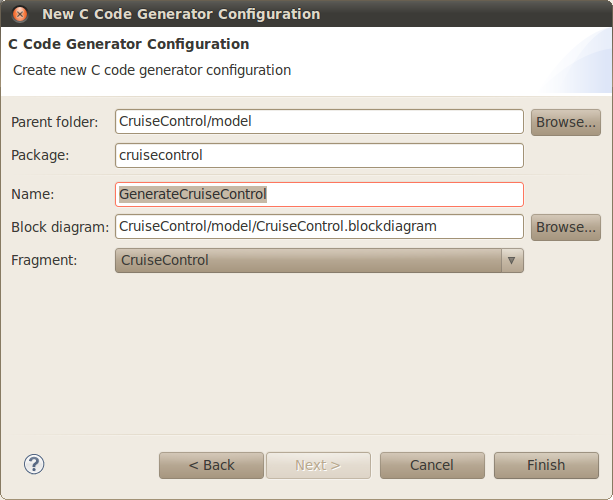 New C Code Generator Configuration
C Code Generator Configuration
Create new C code generator configuration
Parent folder: CruiseControl/model Browse...
Package: cruisecontrol
Name: GenerateCruiseControl
Block diagram: CruiseControl/model/CruiseControl.blockdiagram Browse...
Fragment: CruiseControl
? < Back Next > Cancel Finish